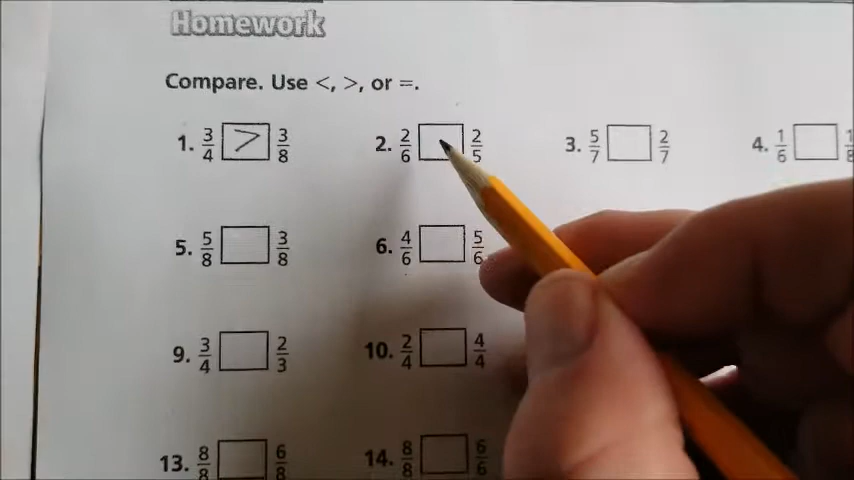 Homework
Compare. Use <, >, or =.
1. 3/4 > 3/8 2. 2/6 2/5 3. 5/7 2/7 4. 1/6 1/8
5. 5/8 3/8 6. 4/6 5/6
9. 3/4 2/3 10. 2/4 4/4
13. 8/8 6/8 14. 8/8 6/6